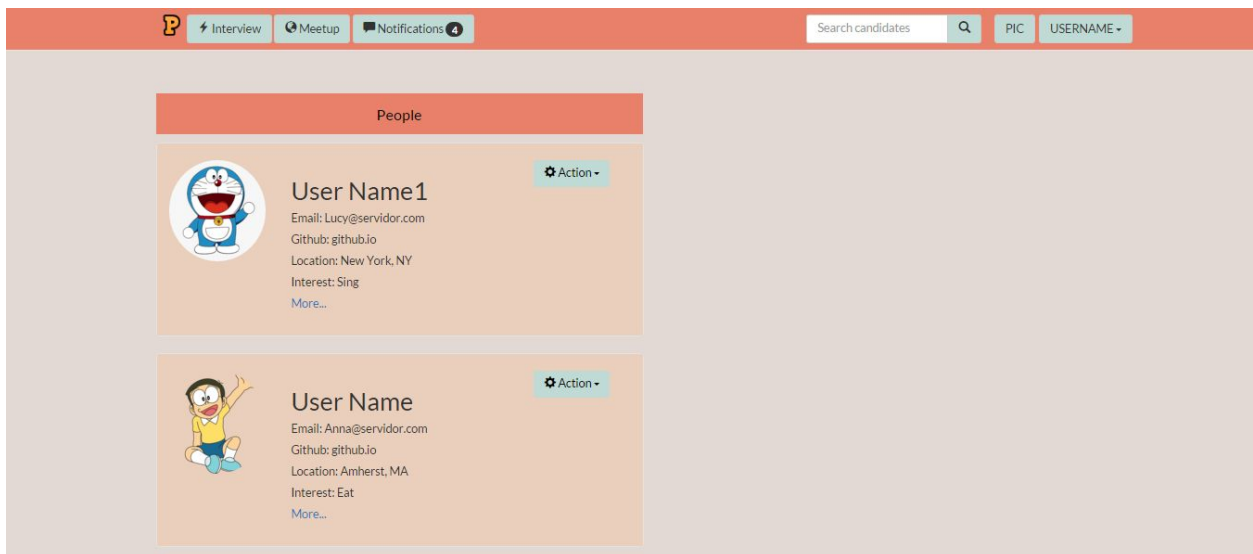 P Interview Meetup Notifications 4 Search candidates PIC USERNAME
People
User Name1
Action
Email: Lucy@servidor.com
Github: github.io
Location: New York, NY
Interest: Sing
More...
User Name
Action
Email: Anna@servidor.com
Github: github.io
Location: Amherst, MA
Interest: Eat
More...